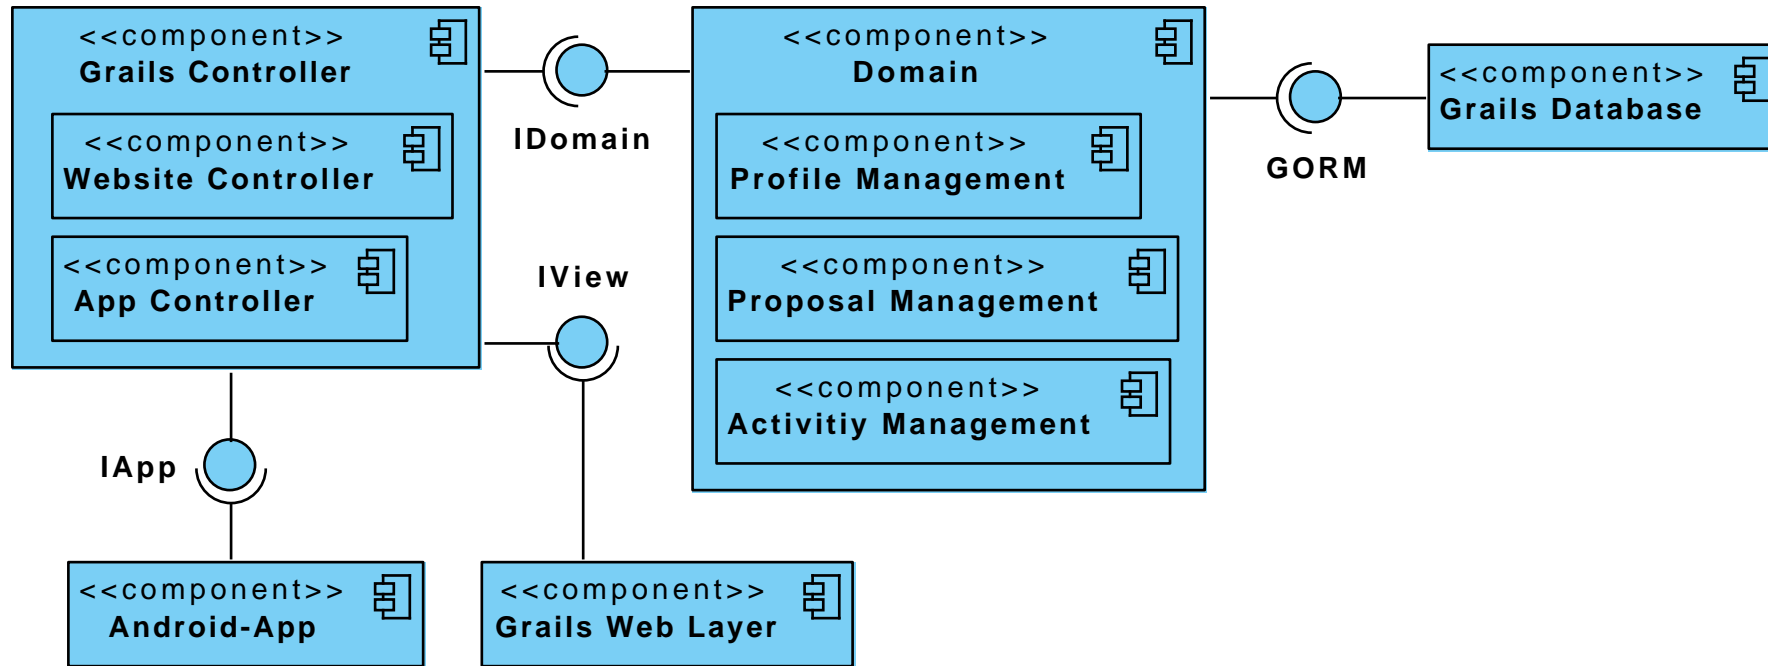 <<component>>
Grails Controller
<<component>>
Website Controller
<<component>>
App Controller
IDomain
<<component>>
Domain
<<component>>
Profile Management
<<component>>
Proposal Management
<<component>>
Activitiy Management
GORM
<<component>>
Grails Database
IView
IApp
<<component>>
Android-App
<<component>>
Grails Web Layer